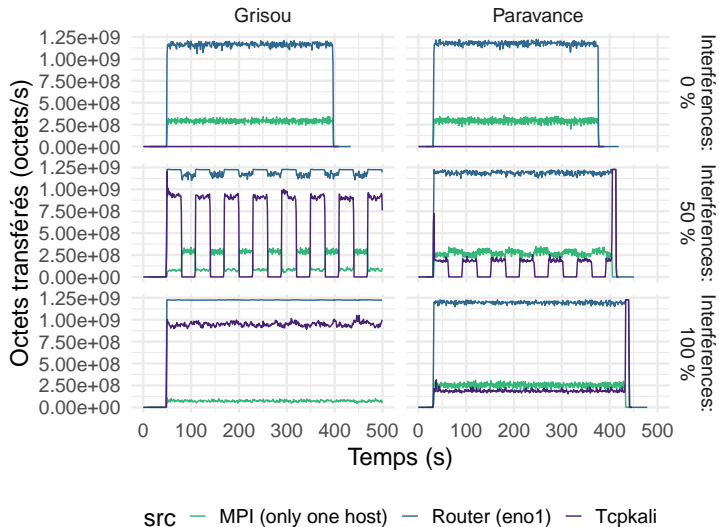 Grisou
Paravance
Octets transférés (octets/s)
1.25e+09
1.00e+09
7.50e+08
5.00e+08
2.50e+08
0.00e+00
Interférences:
0 %
1.25e+09
1.00e+09
7.50e+08
5.00e+08
2.50e+08
0.00e+00
Interférences:
50 %
1.25e+09
1.00e+09
7.50e+08
5.00e+08
2.50e+08
0.00e+00
Interférences:
100 %
0 100 200 300 400 500
0 100 200 300 400 500
Temps (s)
src MPI (only one host) Router (eno1) Tcpkali